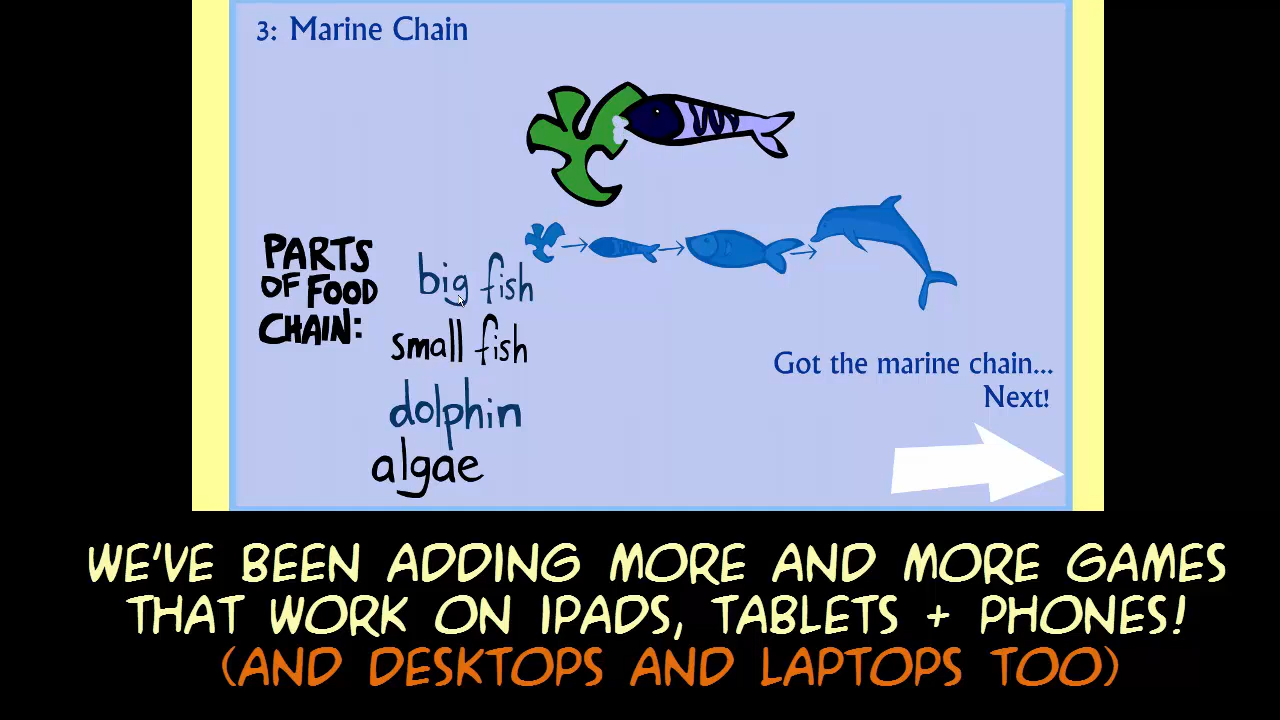 3: Marine Chain
PARTS
OF FOOD
CHAIN:
big fish
small fish
dolphin
algae
Got the marine chain...
Next!
WE'VE BEEN ADDING MORE AND MORE GAMES
THAT WORK ON IPADS, TABLETS + PHONES!
(AND DESKTOPS AND LAPTOPS TOO)